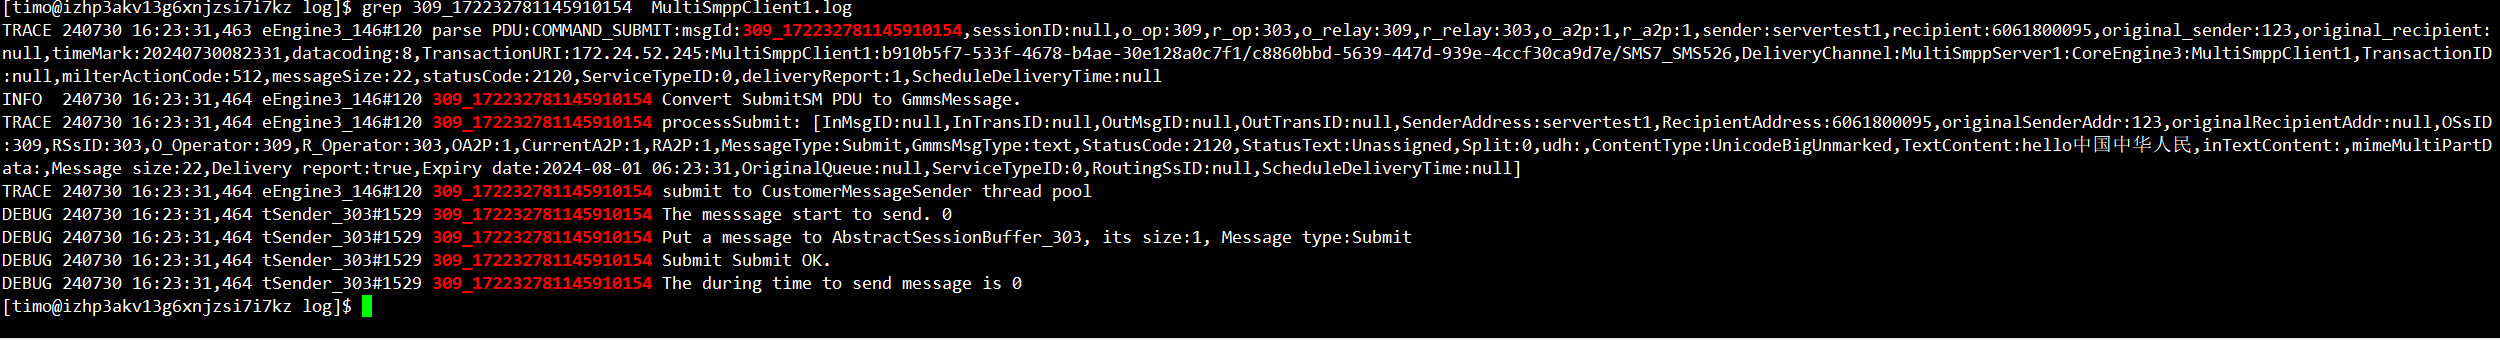 [timo@izhp3akv13g6xnjzsi7i7kz log]$ grep 309_172232781145910154  MultiSmppClient1.log
TRACE 240730 16:23:31,463 eEngine3_146#120 parse PDU:COMMAND_SUBMIT:msgId:309_172232781145910154,sessionID:null,o_op:309,r_op:303,o_relay:309,r_relay:303,o_a2p:1,r_a2p:1,sender:servertest1,recipient:6061800095,original_sender:123,original_recipient:
null,timeMark:20240730082331,datacoding:8,TransactionURI:172.24.52.245:MultiSmppClient1:b910b5f7-533f-4678-b4ae-30e128a0c7f1/c8860bbd-5639-447d-939e-4ccf30ca9d7e/SMS7_SMS526,DeliveryChannel:MultiSmppServer1:CoreEngine3:MultiSmppClient1,TransactionID
:null,milterActionCode:512,messageSize:22,statusCode:2120,ServiceTypeID:0,deliveryReport:1,ScheduleDeliveryTime:null
INFO  240730 16:23:31,464 eEngine3_146#120 309_172232781145910154 Convert SubmitSM PDU to GmmsMessage.
TRACE 240730 16:23:31,464 eEngine3_146#120 309_172232781145910154 processSubmit: [InMsgID:null,InTransID:null,OutMsgID:null,OutTransID:null,SenderAddress:servertest1,RecipientAddress:6061800095,originalSenderAddr:123,originalRecipientAddr:null,OSsID
:309,RSsID:303,O_Operator:309,R_Operator:303,OA2P:1,CurrentA2P:1,RA2P:1,MessageType:Submit,GmmsMsgType:text,StatusCode:2120,StatusText:Unassigned,Split:0,udh:,ContentType:UnicodeBigUnmarked,TextContent:hello中国中华人民,inTextContent:,mimeMultiPartD
ata:,Message size:22,Delivery report:true,Expiry date:2024-08-01 06:23:31,OriginalQueue:null,ServiceTypeID:0,RoutingSsID:null,ScheduleDeliveryTime:null]
TRACE 240730 16:23:31,464 eEngine3_146#120 309_172232781145910154 submit to CustomerMessageSender thread pool
DEBUG 240730 16:23:31,464 tSender_303#1529 309_172232781145910154 The messsage start to send. 0
DEBUG 240730 16:23:31,464 tSender_303#1529 309_172232781145910154 Put a message to AbstractSessionBuffer_303, its size:1, Message type:Submit
DEBUG 240730 16:23:31,464 tSender_303#1529 309_172232781145910154 Submit Submit OK.
DEBUG 240730 16:23:31,464 tSender_303#1529 309_172232781145910154 The during time to send message is 0
[timo@izhp3akv13g6xnjzsi7i7kz log]$